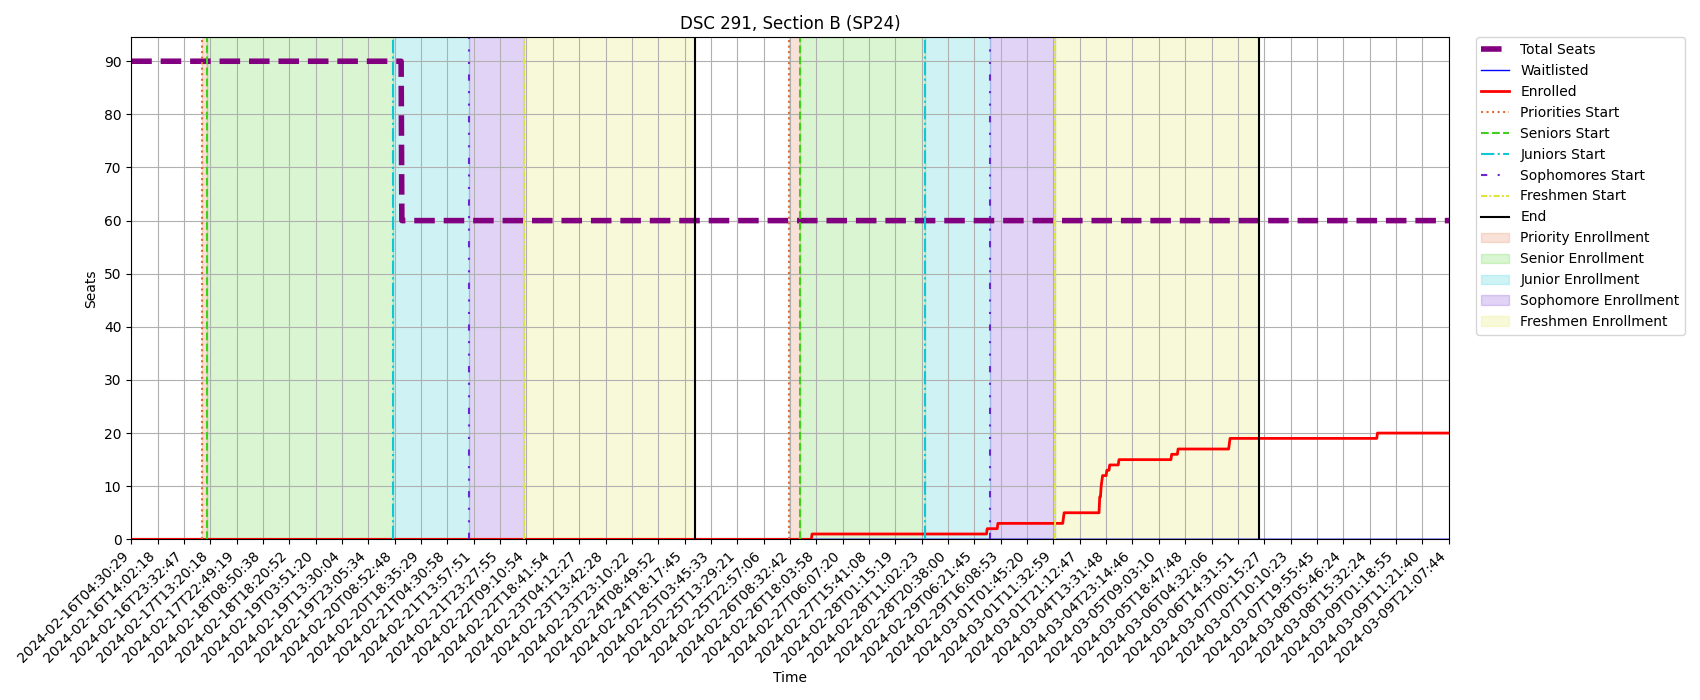 DSC 291, Section B (SP24)
Seats
90
80
70
60
50
40
30
20
10
0
2024-02-16T04:30:29
2024-02-16T14:02:18
2024-02-16T23:32:47
2024-02-17T13:20:18
2024-02-17T22:49:19
2024-02-18T08:50:38
2024-02-18T18:20:52
2024-02-19T03:51:20
2024-02-19T13:30:04
2024-02-19T23:05:34
2024-02-20T08:52:48
2024-02-20T18:35:29
2024-02-21T04:30:58
2024-02-21T13:57:51
2024-02-21T23:27:55
2024-02-22T09:10:54
2024-02-22T18:41:54
2024-02-23T04:12:27
2024-02-23T13:42:28
2024-02-23T23:10:22
2024-02-24T08:49:52
2024-02-24T18:17:45
2024-02-25T03:45:33
2024-02-25T13:29:21
2024-02-25T22:57:06
2024-02-26T08:32:42
2024-02-26T18:03:58
2024-02-27T06:07:20
2024-02-27T15:41:08
2024-02-28T01:15:19
2024-02-28T11:02:23
2024-02-28T20:38:00
2024-02-29T06:21:45
2024-02-29T16:08:53
2024-03-01T01:45:20
2024-03-01T11:32:59
2024-03-01T21:12:47
2024-03-04T13:31:48
2024-03-04T23:14:46
2024-03-05T09:03:10
2024-03-05T18:47:48
2024-03-06T04:32:06
2024-03-06T14:31:51
2024-03-07T00:15:27
2024-03-07T10:10:23
2024-03-07T19:55:45
2024-03-08T05:46:24
2024-03-08T15:32:24
2024-03-09T01:18:55
2024-03-09T11:21:40
2024-03-09T21:07:44
Time
Total Seats
Waitlisted
Enrolled
Priorities Start
Seniors Start
Juniors Start
Sophomores Start
Freshmen Start
End
Priority Enrollment
Senior Enrollment
Junior Enrollment
Sophomore Enrollment
Freshmen Enrollment